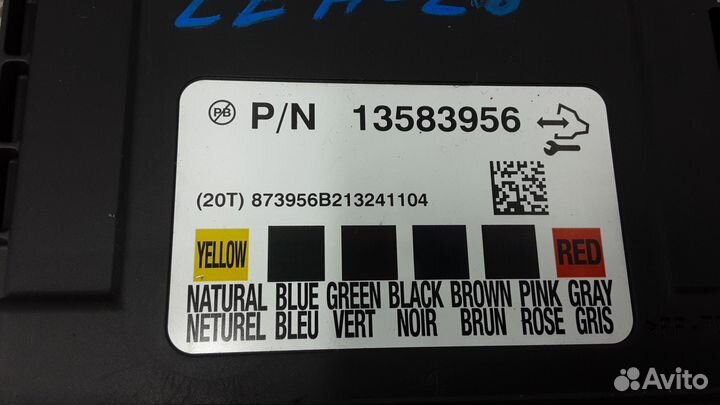 PB
P/N 13583956
(20T) 873956B213241104
YELLOW RED
NATURAL BLUE GREEN BLACK BROWN PINK GRAY
NETUREL BLEU VERT NOIR BRUN ROSE GRIS
Avito